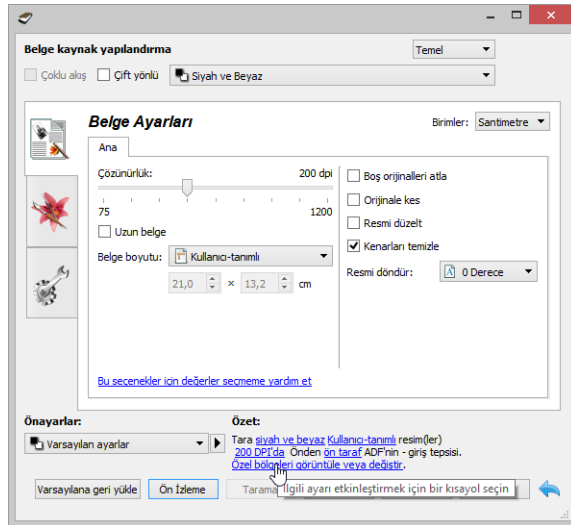 Belge kaynak yapılandırma
Temel
Çoklu akış
Çift yönlü
Siyah ve Beyaz
Belge Ayarları
Birimler: Santimetre
Ana
Çözünürlük: 200 dpi
75 1200
Uzun belge
Belge boyutu: Kullanıcı-tanımlı
21,0 × 13,2 cm
Boş orijinalleri atla
Orijinale kes
Resmi düzelt
Kenarları temizle
Resmi döndür: A 0 Derece
Bu seçenekler için değerler seçmeme yardım et
Önayarlar:
Varsayılan ayarlar
Özet:
Tara siyah ve beyaz Kullanıcı-tanımlı resim(ler)
200 DPI'da Önden ön taraf ADF'nin - giriş tepsisi.
Özel bölgeleri görüntüle veya değiştir.
Varsayılana geri yükle
Ön İzleme
Tarama
İlgili ayarı etkinleştirmek için bir kısayol seçin